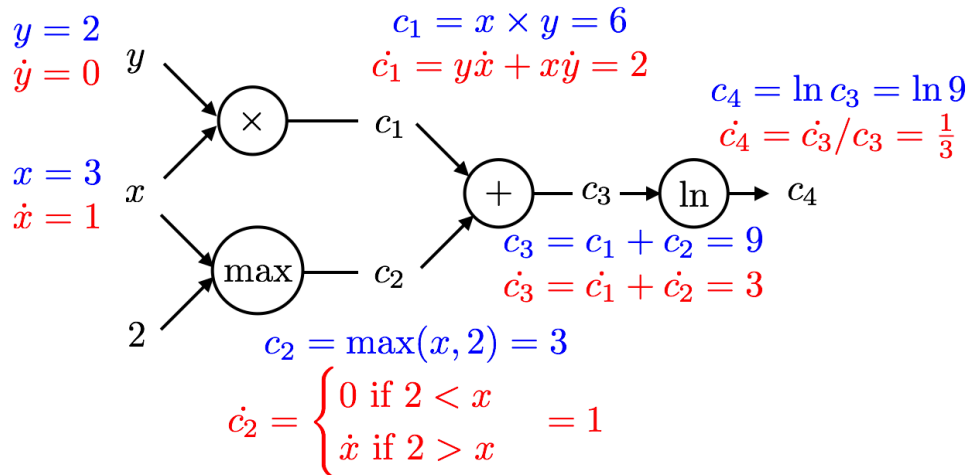 y = 2
ẏ = 0
y
c₁ = x × y = 6
ċ₁ = yẋ + xẏ = 2
×
c₁
c₄ = ln c₃ = ln 9
ċ₄ = ċ₃/c₃ = 1/3
x = 3
ẋ = 1
x
+
c₃
ln
c₄
c₃ = c₁ + c₂ = 9
ċ₃ = ċ₁ + ċ₂ = 3
max
c₂
2
c₂ = max(x, 2) = 3
ċ₂ = { 0 if 2 < x
ẋ if 2 > x
= 1